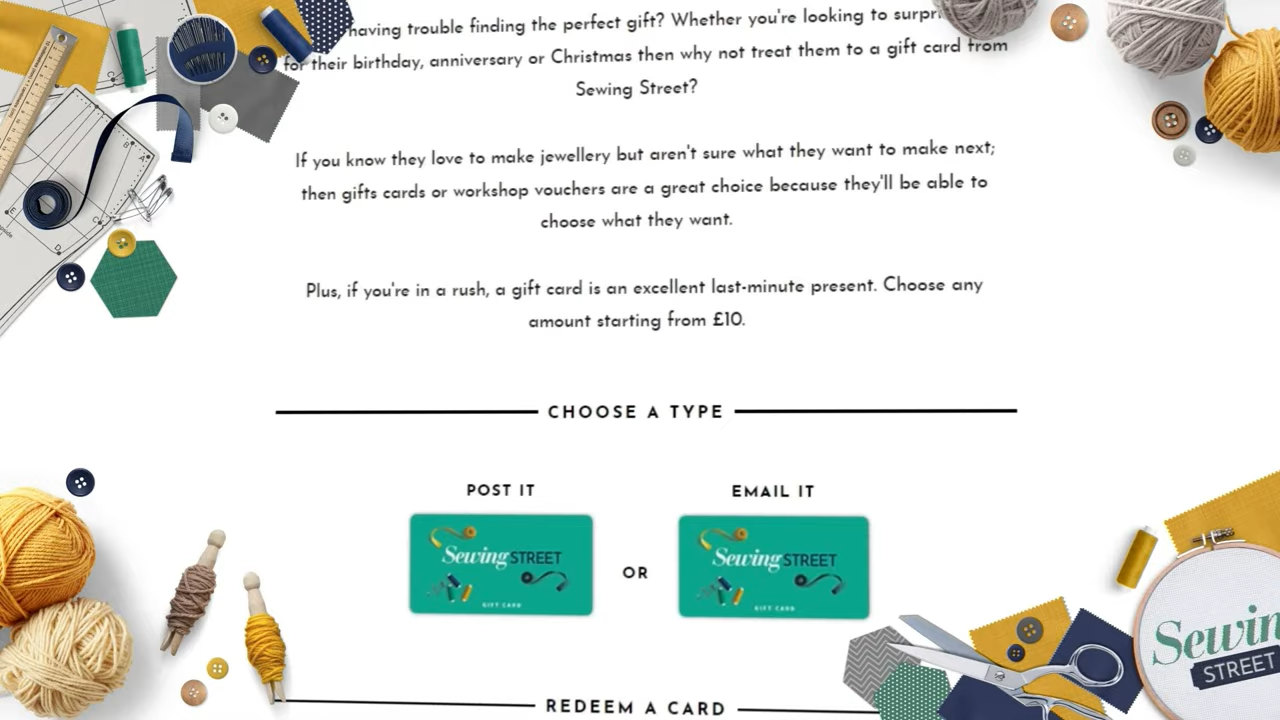 having trouble finding the perfect gift? Whether you're looking to
for their birthday, anniversary or Christmas then why not treat them to a gift card from
Sewing Street?
If you know they love to make jewellery but aren't sure what they want to make next;
then gifts cards or workshop vouchers are a great choice because they'll be able to
choose what they want.
Plus, if you're in a rush, a gift card is an excellent last-minute present. Choose any
amount starting from £10.
CHOOSE A TYPE
POST IT
EMAIL IT
Sewing STREET
GIFT CARD
OR
Sewing STREET
GIFT CARD
STREET
REDEEM A CARD